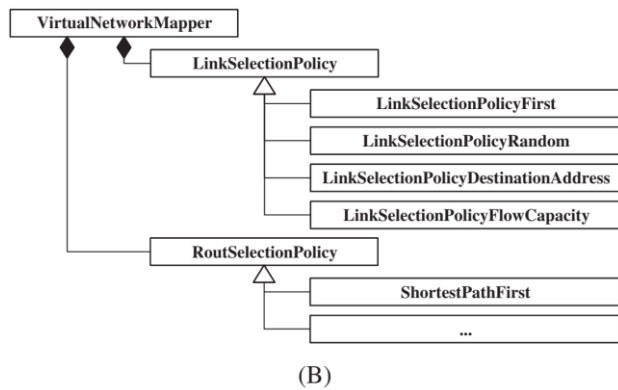 VirtualNetworkMapper
LinkSelectionPolicy
LinkSelectionPolicyFirst
LinkSelectionPolicyRandom
LinkSelectionPolicyDestinationAddress
LinkSelectionPolicyFlowCapacity
RoutSelectionPolicy
ShortestPathFirst
...
(B)